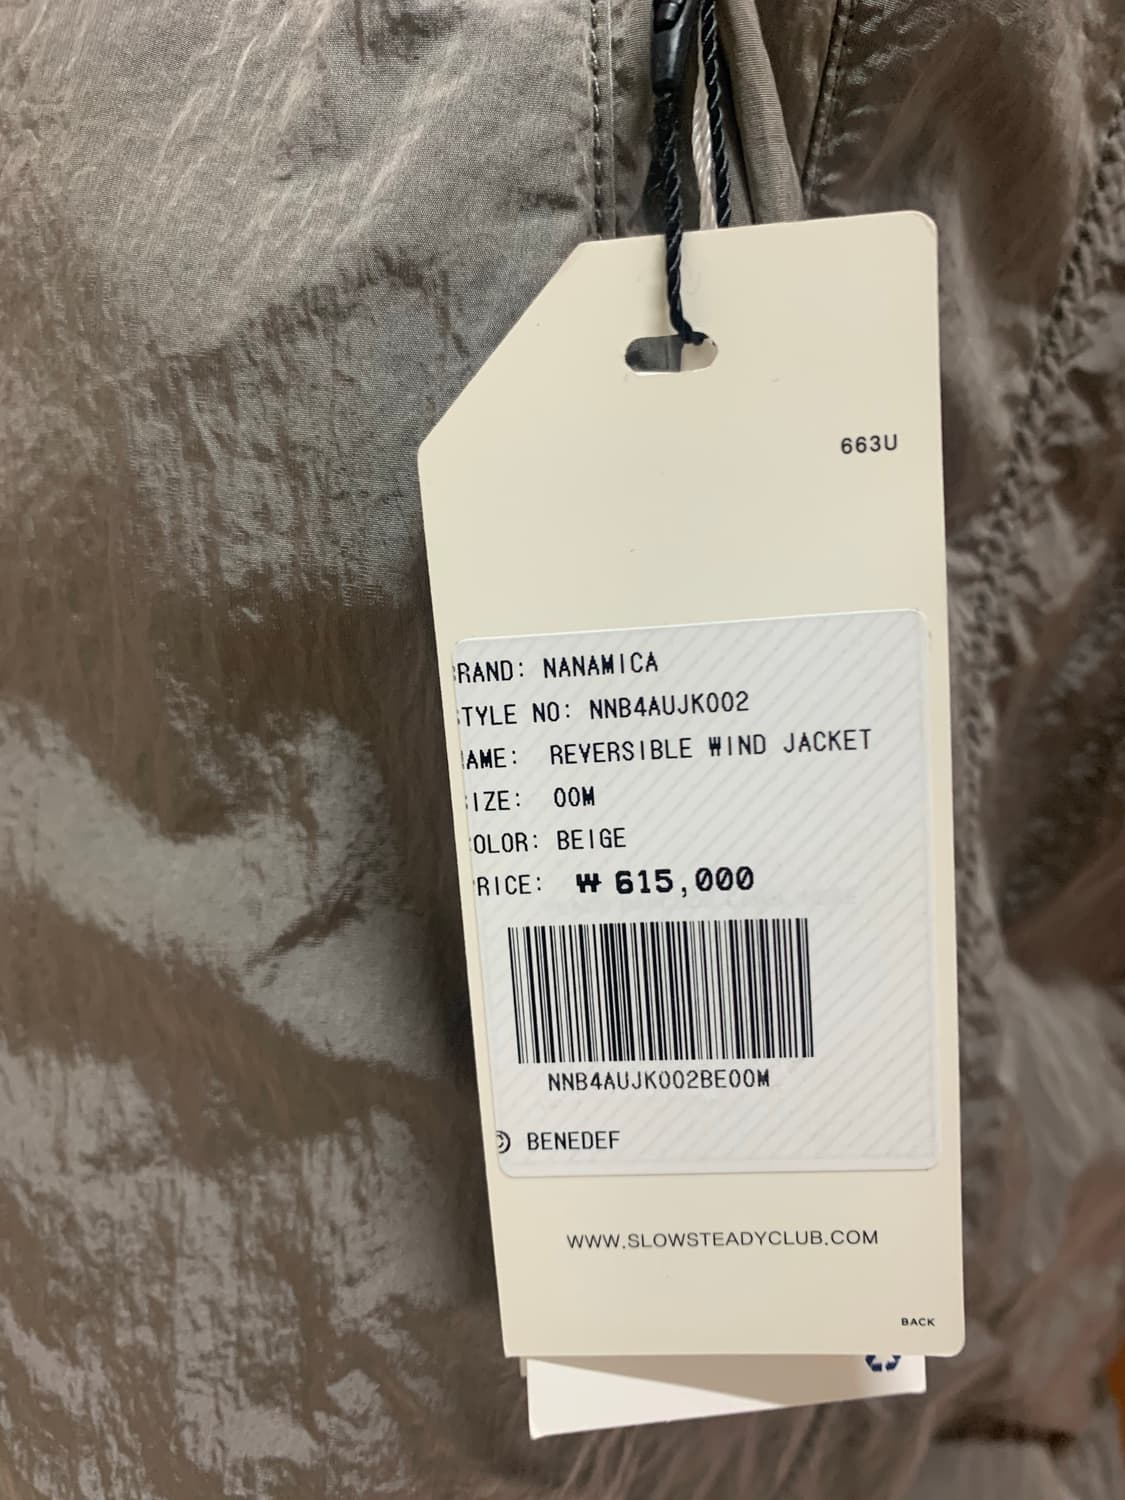 663U
RAND: NANAMICA
TYLE NO: NNB4AUJK002
AME: REVERSIBLE WIND JACKET
IZE: 00M
OLOR: BEIGE
RICE: ₩ 615,000
NNB4AUJK002BE00M
© BENEDEF
WWW.SLOWSTEADYCLUB.COM
BACK